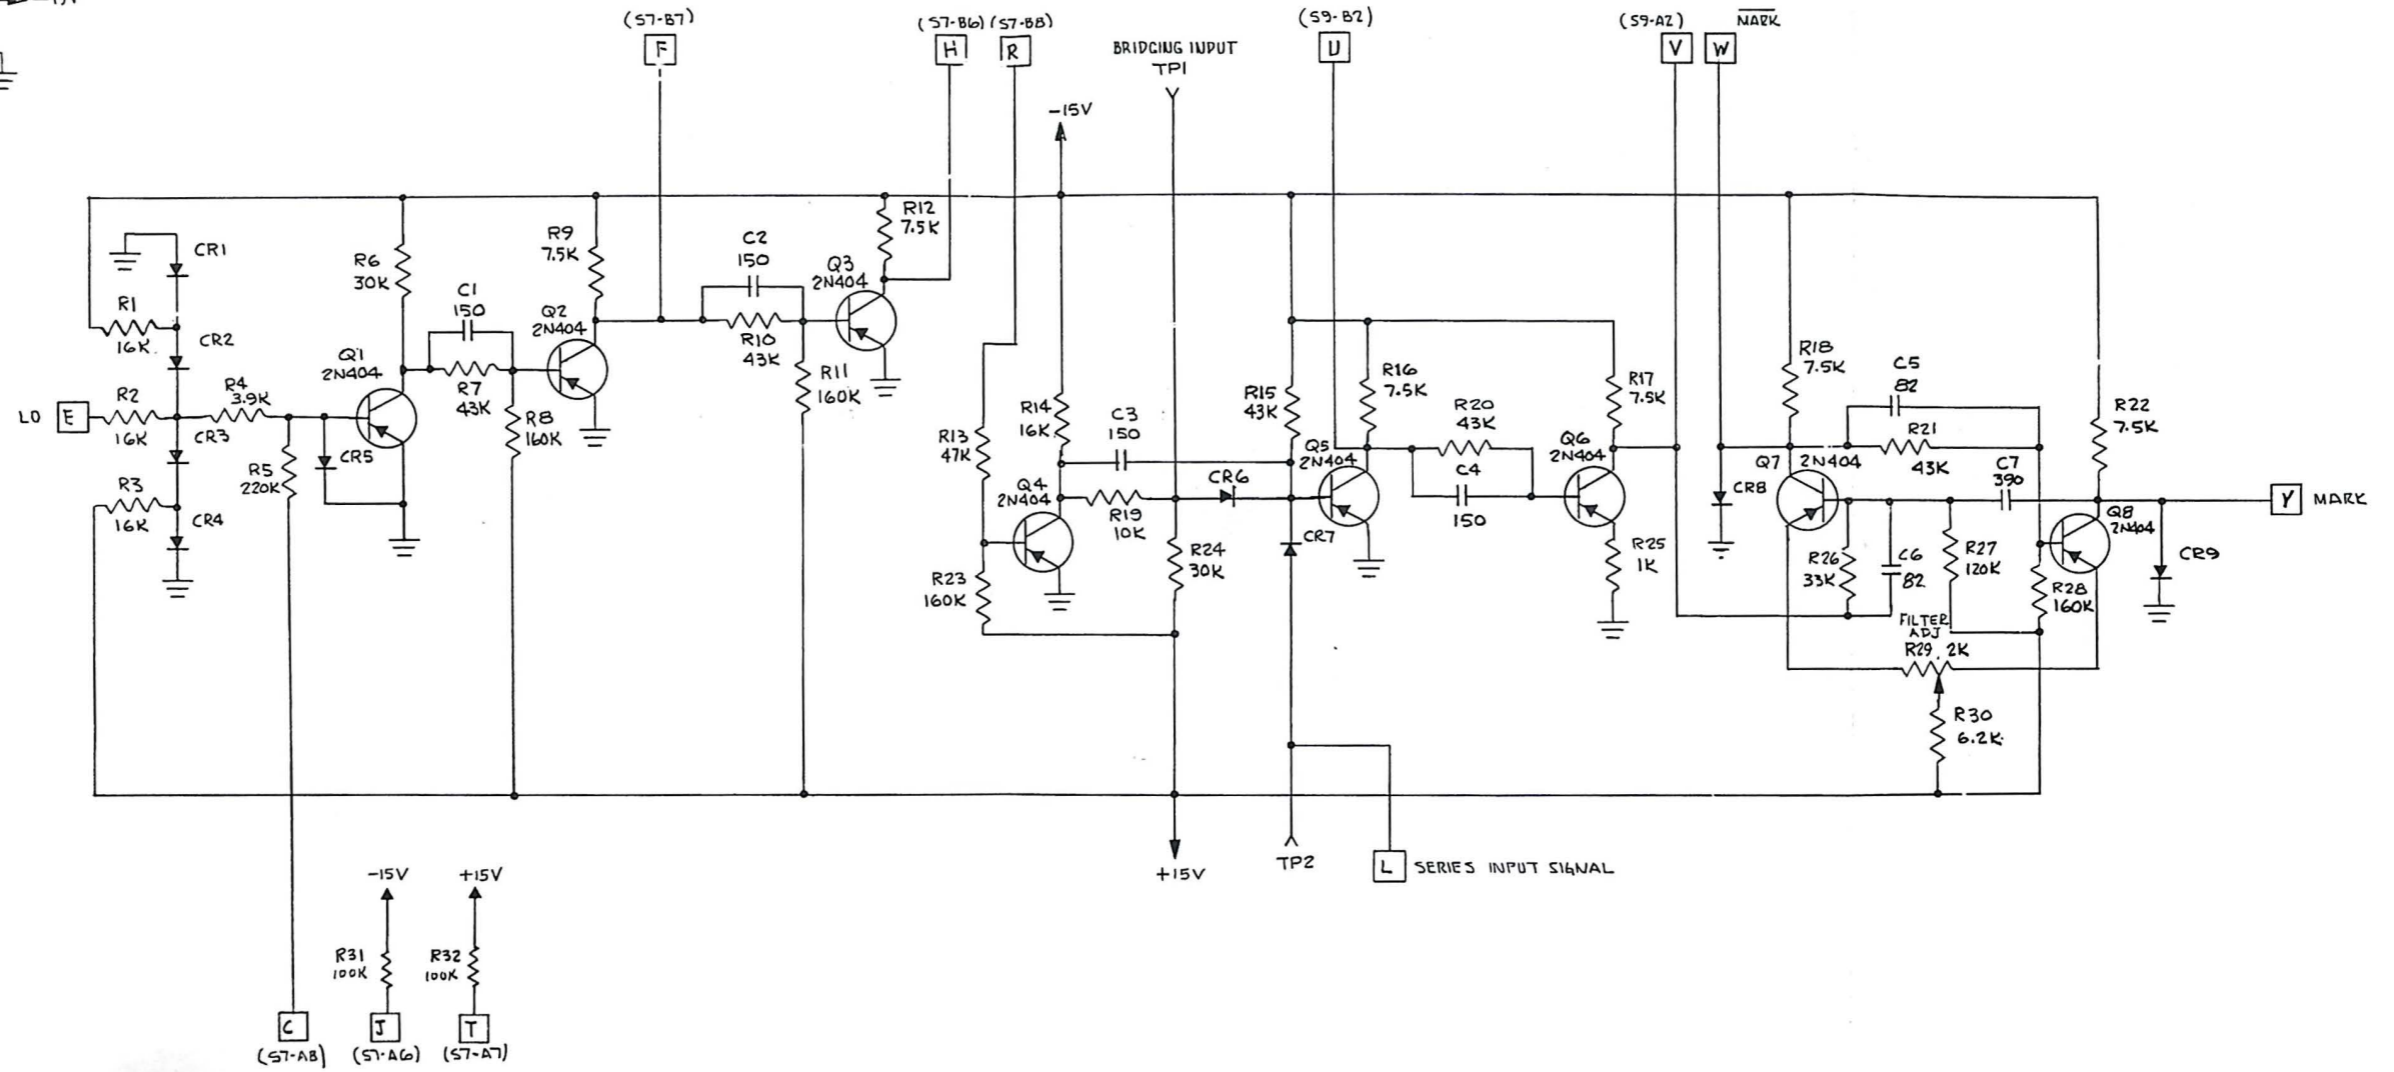 (S7-B7)
F
(S7-B6) (S7-B8)
H
R
BRIDGING INPUT
TP1
(S9-B2)
U
(S9-A2)
V
MARK
W
-15V
CR1
R1
16K
CR2
R2
16K
LO
E
CR3
R3
16K
CR4
R4
3.9K
R5
220K
CR5
R6
30K
Q1
2N404
C1
150
R7
43K
R8
160K
R9
7.5K
Q2
2N404
C2
150
R10
43K
R11
160K
Q3
2N404
R12
7.5K
R13
47K
R14
16K
C3
150
Q4
2N404
R19
10K
R23
160K
R24
30K
CR6
CR7
R15
43K
Q5
2N404
R16
7.5K
R20
43K
C4
150
Q6
2N404
R17
7.5K
R25
1K
CR8
R18
7.5K
Q7
2N404
C5
82
R21
43K
C7
390
R22
7.5K
Y
MARK
Q8
2N404
CR9
R26
33K
C6
82
R27
120K
R28
160K
FILTER
ADJ
R29 2K
R30
6.2K
+15V
TP2
L
SERIES INPUT SIGNAL
-15V
+15V
R31
100K
R32
100K
C
(S7-A8)
J
(S7-A6)
T
(S7-A7)